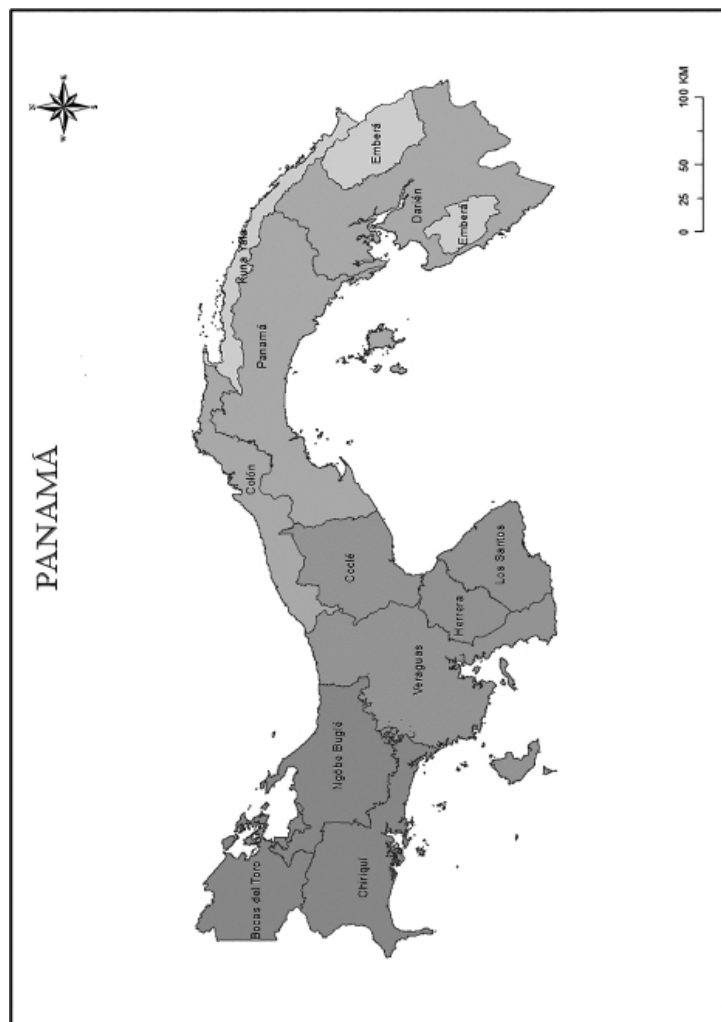 PANAMÁ
Bocas del Toro
Chiriquí
Ngöbe Buglé
Veraguas
Herrera
Los Santos
Coclé
Colón
Panamá
Kuna Yala
Darién
Emberá
Emberá
0 25 50 100 KM